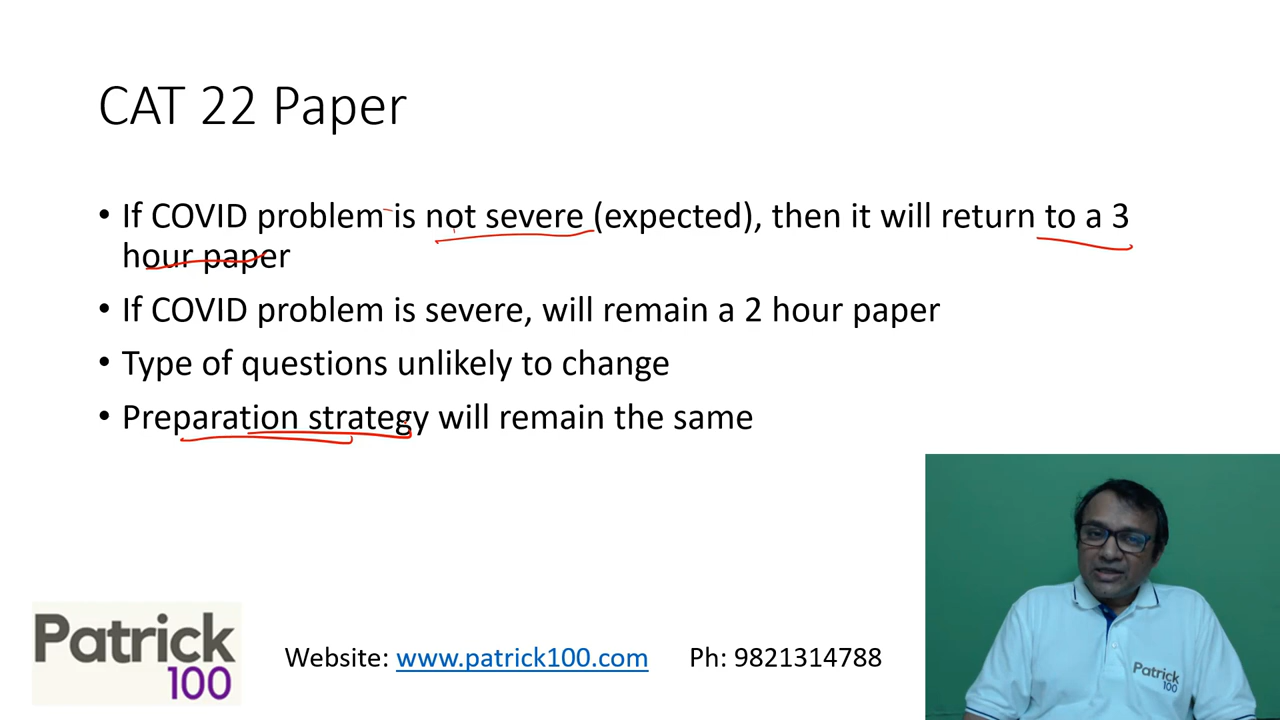 CAT 22 Paper
• If COVID problem is not severe (expected), then it will return to a 3
hour paper
• If COVID problem is severe, will remain a 2 hour paper
• Type of questions unlikely to change
• Preparation strategy will remain the same
Patrick
100
Website: www.patrick100.com Ph: 9821314788
Patrick
100